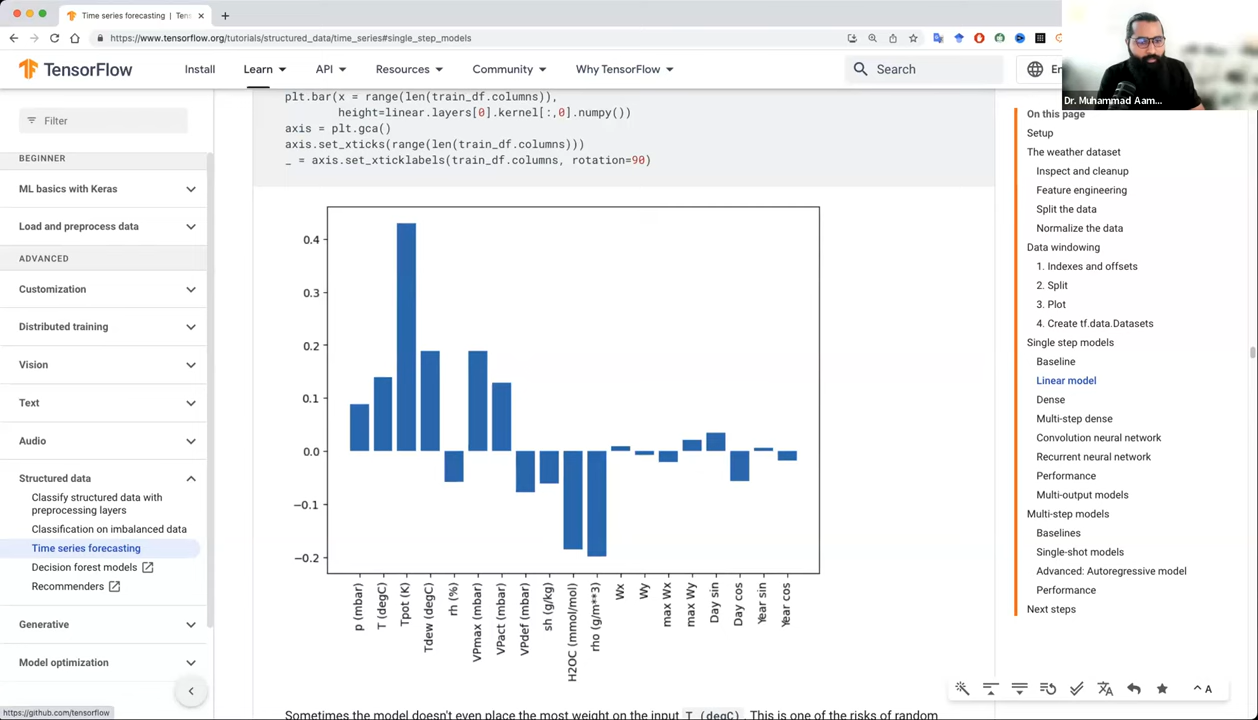 Time series forecasting | Ten
https://www.tensorflow.org/tutorials/structured_data/time_series#single_step_models
TensorFlow
Install
Learn
API
Resources
Community
Why TensorFlow
Search
Dr. Muhammad Aam...
Filter
BEGINNER
ML basics with Keras
Load and preprocess data
ADVANCED
Customization
Distributed training
Vision
Text
Audio
Structured data
Classify structured data with
preprocessing layers
Classification on imbalanced data
Time series forecasting
Decision forest models
Recommenders
Generative
Model optimization
https://github.com/tensorflow
plt.bar(x = range(len(train_df.columns)),
height=linear.layers[0].kernel[:,0].numpy())
axis = plt.gca()
axis.set_xticks(range(len(train_df.columns)))
_ = axis.set_xticklabels(train_df.columns, rotation=90)
0.4
0.3
0.2
0.1
0.0
−0.1
−0.2
p (mbar)
T (degC)
Tpot (K)
Tdew (degC)
rh (%)
VPmax (mbar)
VPact (mbar)
VPdef (mbar)
sh (g/kg)
H2OC (mmol/mol)
rho (g/m**3)
Wx
Wy
max Wx
max Wy
Day sin
Day cos
Year sin
Year cos
Sometimes the model doesn't even place the most weight on the input T (degC). This is one of the risks of random
On this page
Setup
The weather dataset
Inspect and cleanup
Feature engineering
Split the data
Normalize the data
Data windowing
1. Indexes and offsets
2. Split
3. Plot
4. Create tf.data.Datasets
Single step models
Baseline
Linear model
Dense
Multi-step dense
Convolution neural network
Recurrent neural network
Performance
Multi-output models
Multi-step models
Baselines
Single-shot models
Advanced: Autoregressive model
Performance
Next steps
A